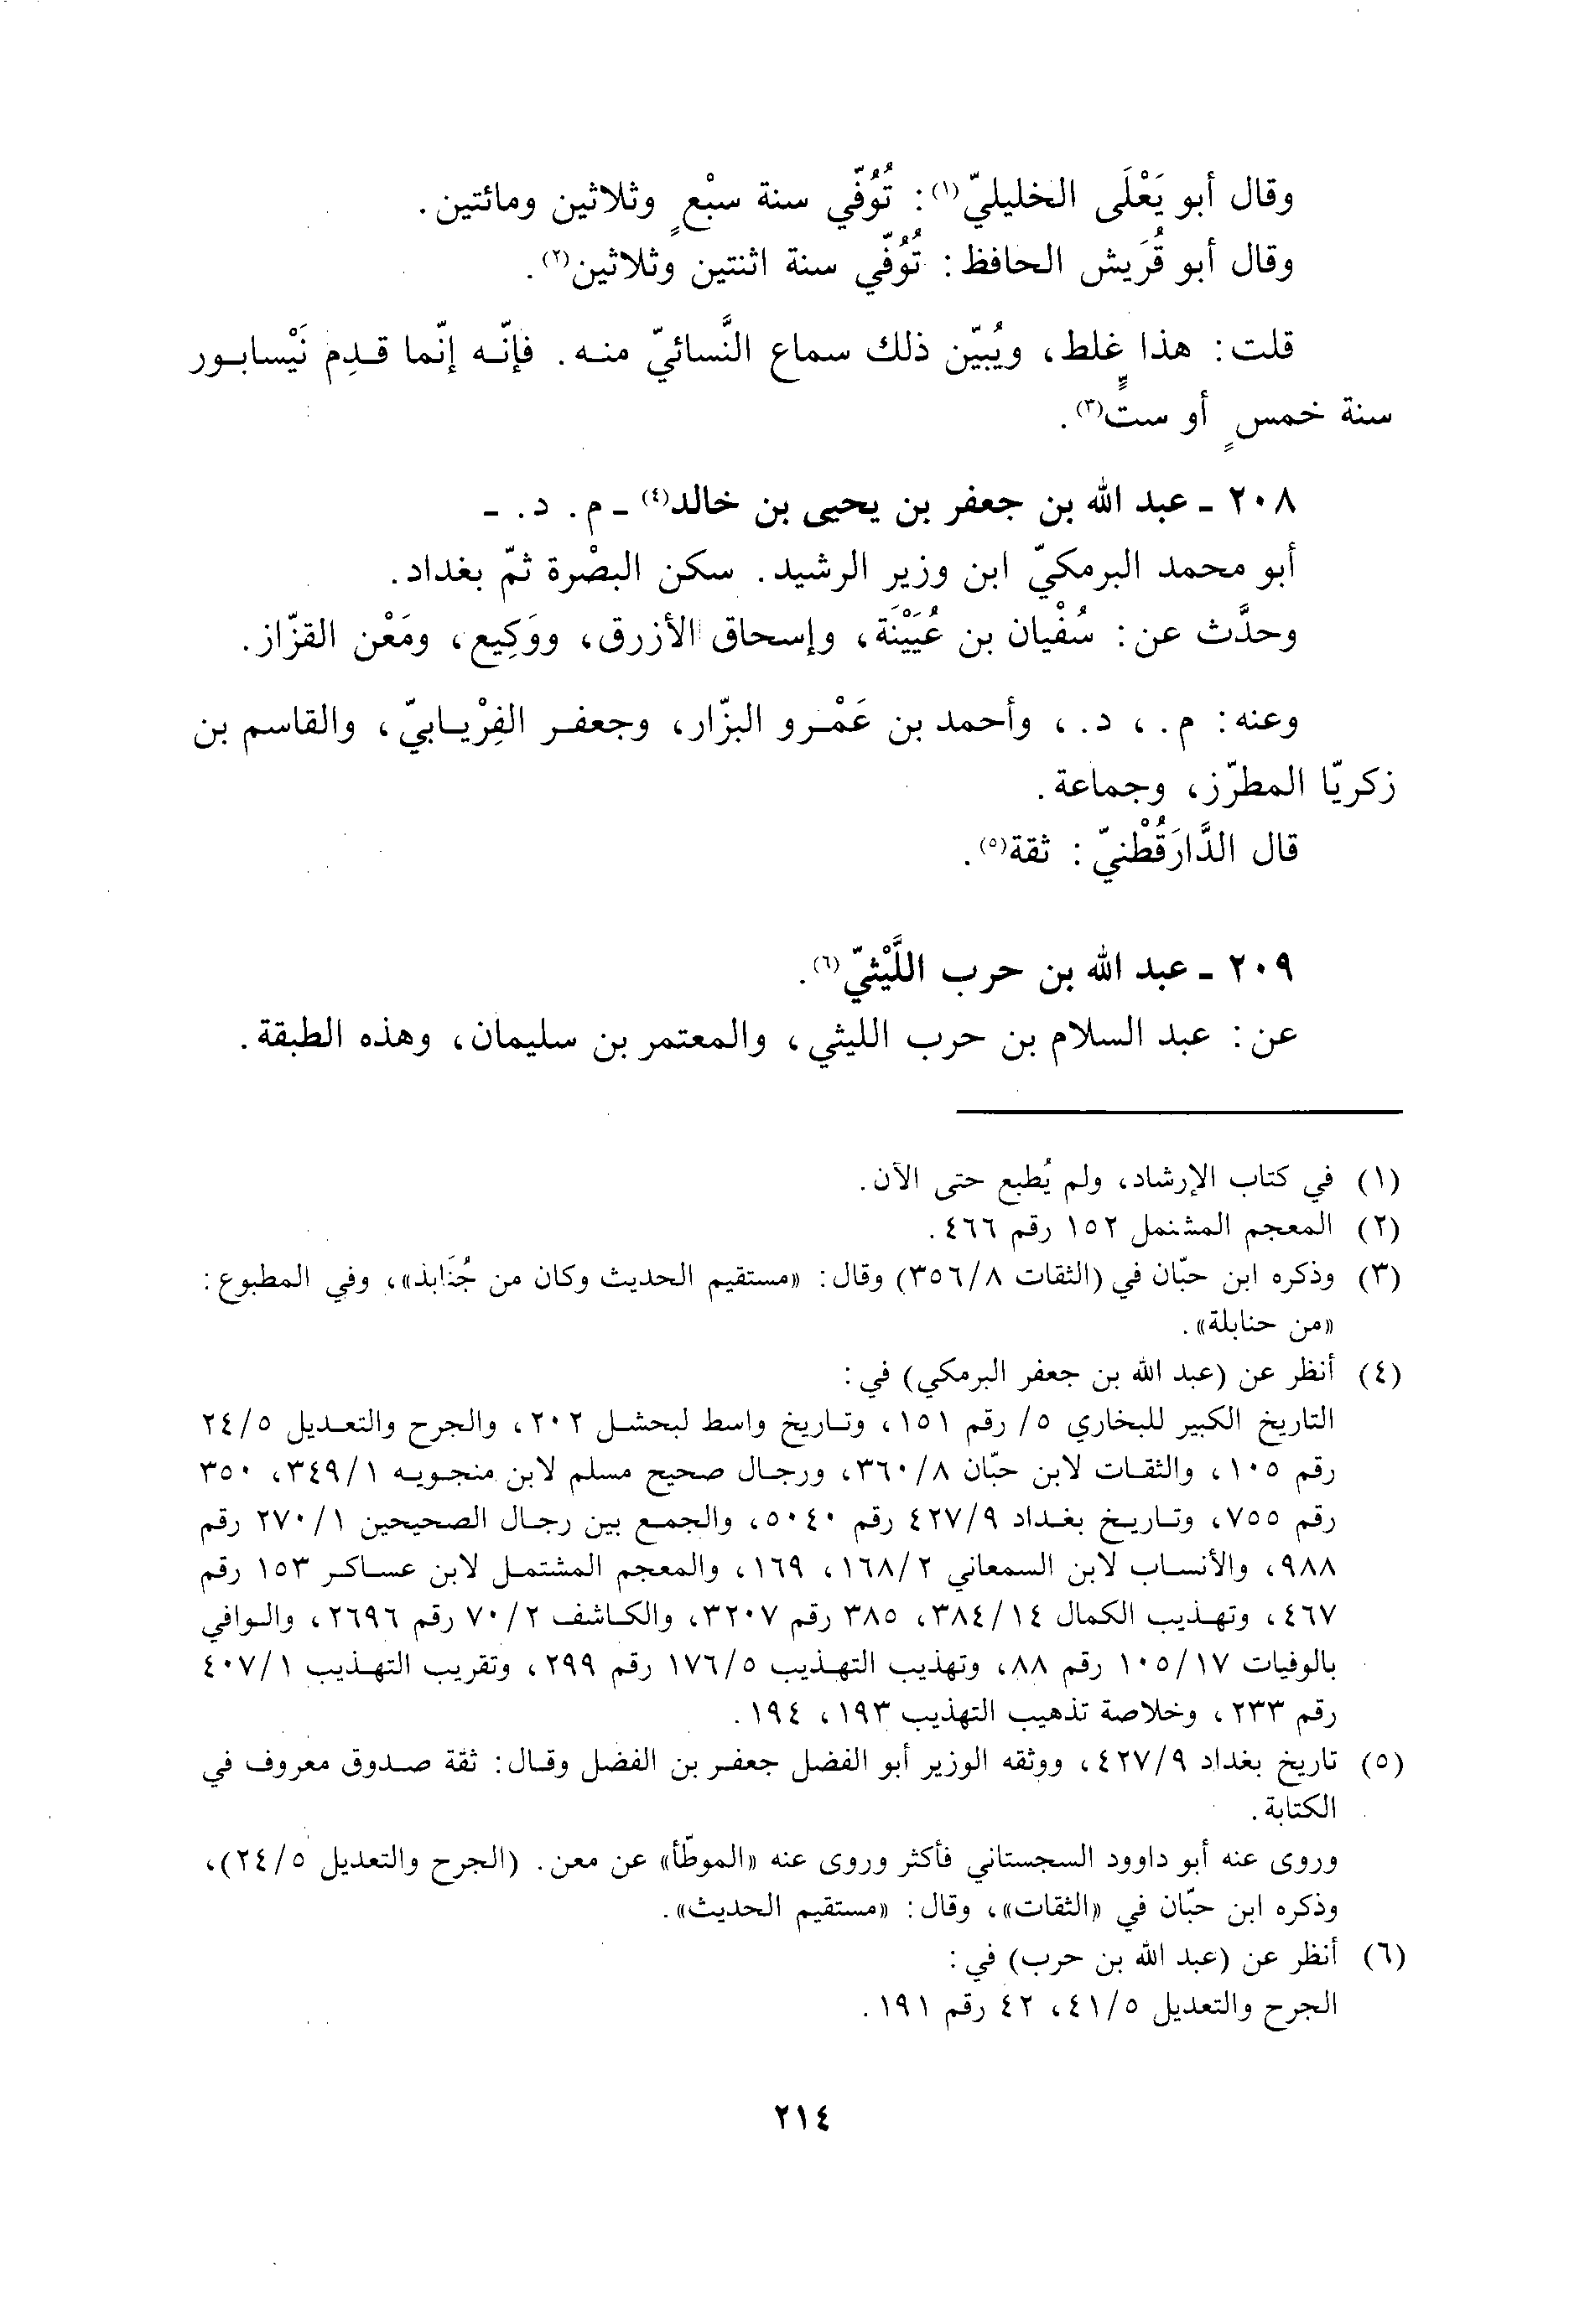 وقال أبو يَعْلَى الخليليّ(١): تُوُفّي سنة سبْعٍ وثلاثين ومائتين.
وقال أبو قُرَيش الحافظ: تُوُفّي سنة اثنتين وثلاثين(٢).
قلت: هذا غلط، ويُبيّن ذلك سماع النَّسائيّ منه. فإنّه إنّما قدِم نَيْسابور
سنة خمسٍ أو ستٍّ(٣).
٢٠٨ - عبد الله بن جعفر بن يحيى بن خالد(٤) - م. د. -
أبو محمد البرمكيّ ابن وزير الرشيد. سكن البصْرة ثمّ بغداد.
وحدَّث عن: سُفْيان بن عُيَيْنَة، وإسحاق الأزرق، ووَكِيع، ومَعْن القزّاز.
وعنه: م.، د.، وأحمد بن عَمْرو البزّار، وجعفر الفِرْيابيّ، والقاسم بن
زكريّا المطرّز، وجماعة.
قال الدَّارَقُطْنيّ: ثقة(٥).
٢٠٩ - عبد الله بن حرب اللَّيْثيّ(٦).
عن: عبد السلام بن حرب الليثي، والمعتمر بن سليمان، وهذه الطبقة.
(١) في كتاب الإرشاد، ولم يُطبع حتى الآن.
(٢) المعجم المشتمل ١٥٢ رقم ٤٦٦.
(٣) وذكره ابن حبّان في (الثقات ٣٥٦/٨) وقال: «مستقيم الحديث وكان من جُنَابذ»، وفي المطبوع:
«من حنابلة».
(٤) أنظر عن (عبد الله بن جعفر البرمكي) في:
التاريخ الكبير للبخاري ٥/ رقم ١٥١، وتاريخ واسط لبحشل ٢٠٢، والجرح والتعديل ٢٤/٥
رقم ١٠٥، والثقات لابن حبّان ٣٦٠/٨، ورجال صحيح مسلم لابن منجويه ٣٤٩/١، ٣٥٠
رقم ٧٥٥، وتاريخ بغداد ٤٢٧/٩ رقم ٥٠٤٠، والجمع بين رجال الصحيحين ٢٧٠/١ رقم
٩٨٨، والأنساب لابن السمعاني ١٦٨/٢، ١٦٩، والمعجم المشتمل لابن عساكر ١٥٣ رقم
٤٦٧، وتهذيب الكمال ٣٨٤/١٤، ٣٨٥ رقم ٣٢٠٧، والكاشف ٧٠/٢ رقم ٢٦٩٦، والوافي
بالوفيات ١٠٥/١٧ رقم ٨٨، وتهذيب التهذيب ١٧٦/٥ رقم ٢٩٩، وتقريب التهذيب ٤٠٧/١
رقم ٢٣٣، وخلاصة تذهيب التهذيب ١٩٣، ١٩٤.
(٥) تاريخ بغداد ٤٢٧/٩، ووثقه الوزير أبو الفضل جعفر بن الفضل وقال: ثقة صدوق معروف في
الكتابة.
وروى عنه أبو داوود السجستاني فأكثر وروى عنه «الموطّأ» عن معن. (الجرح والتعديل ٢٤/٥)،
وذكره ابن حبّان في «الثقات»، وقال: «مستقيم الحديث».
(٦) أنظر عن (عبد الله بن حرب) في:
الجرح والتعديل ٤١/٥، ٤٢ رقم ١٩١.
٢١٤